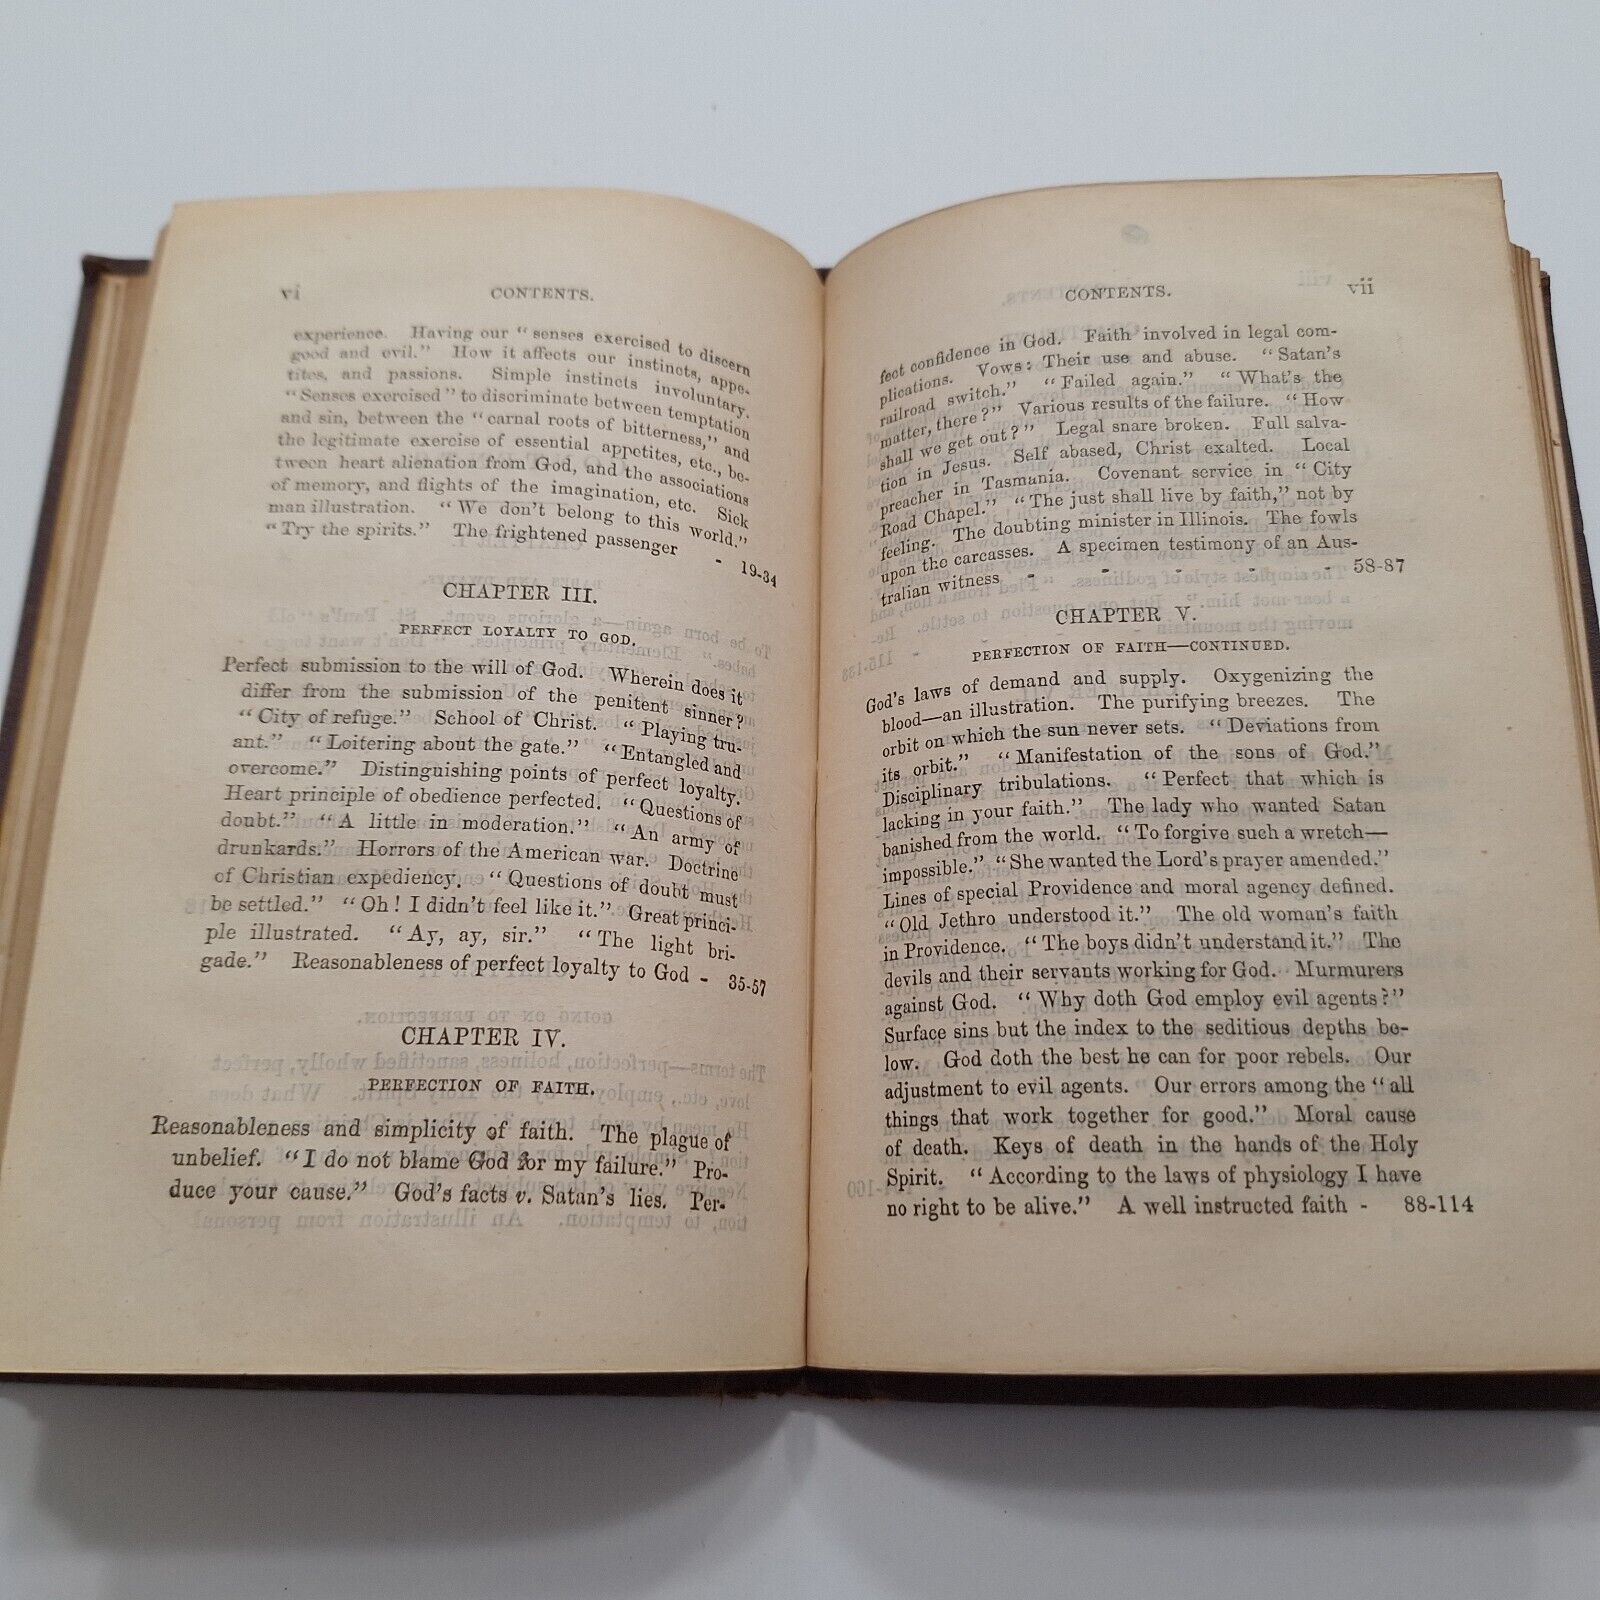 vi
CONTENTS.
experience. Having our "senses exercised to discern
good and evil." How it affects our instincts, appe-
tites, and passions. Simple instincts involuntary.
"Senses exercised" to discriminate between temptation
and sin, between the "carnal roots of bitterness," and
the legitimate exercise of essential appetites, etc., be-
tween heart alienation from God, and the associations
of memory, and flights of the imagination, etc. Sick
man illustration. "We don't belong to this world."
"Try the spirits." The frightened passenger - 19-34
CHAPTER III.
PERFECT LOYALTY TO GOD.
Perfect submission to the will of God. Wherein does it
differ from the submission of the penitent sinner?
"City of refuge." School of Christ. "Playing tru-
ant." "Loitering about the gate." "Entangled and
overcome." Distinguishing points of perfect loyalty.
Heart principle of obedience perfected. "Questions of
doubt." "A little in moderation." "An army of
drunkards." Horrors of the American war. Doctrine
of Christian expediency. "Questions of doubt must
be settled." "Oh! I didn't feel like it." Great princi-
ple illustrated. "Ay, ay, sir." "The light bri-
gade." Reasonableness of perfect loyalty to God - 35-57
CHAPTER IV.
PERFECTION OF FAITH.
Reasonableness and simplicity of faith. The plague of
unbelief. "I do not blame God for my failure." Pro-
duce your cause." God's facts v. Satan's lies. Per-
CONTENTS.
vii
fect confidence in God. Faith involved in legal com-
plications. Vows: Their use and abuse. "Satan's
railroad switch." "Failed again." "What's the
matter, there?" Various results of the failure. "How
shall we get out?" Legal snare broken. Full salva-
tion in Jesus. Self abased, Christ exalted. Local
preacher in Tasmania. Covenant service in "City
Road Chapel." "The just shall live by faith," not by
feeling. The doubting minister in Illinois. The fowls
upon the carcasses. A specimen testimony of an Aus-
tralian witness - - - - - 58-87
CHAPTER V.
PERFECTION OF FAITH—CONTINUED.
God's laws of demand and supply. Oxygenizing the
blood—an illustration. The purifying breezes. The
orbit on which the sun never sets. "Deviations from
its orbit." "Manifestation of the sons of God."
Disciplinary tribulations. "Perfect that which is
lacking in your faith." The lady who wanted Satan
banished from the world. "To forgive such a wretch—
impossible." "She wanted the Lord's prayer amended."
Lines of special Providence and moral agency defined.
"Old Jethro understood it." The old woman's faith
in Providence. "The boys didn't understand it." The
devils and their servants working for God. Murmurers
against God. "Why doth God employ evil agents?"
Surface sins but the index to the seditious depths be-
low. God doth the best he can for poor rebels. Our
adjustment to evil agents. Our errors among the "all
things that work together for good." Moral cause
of death. Keys of death in the hands of the Holy
Spirit. "According to the laws of physiology I have
no right to be alive." A well instructed faith - 88-114